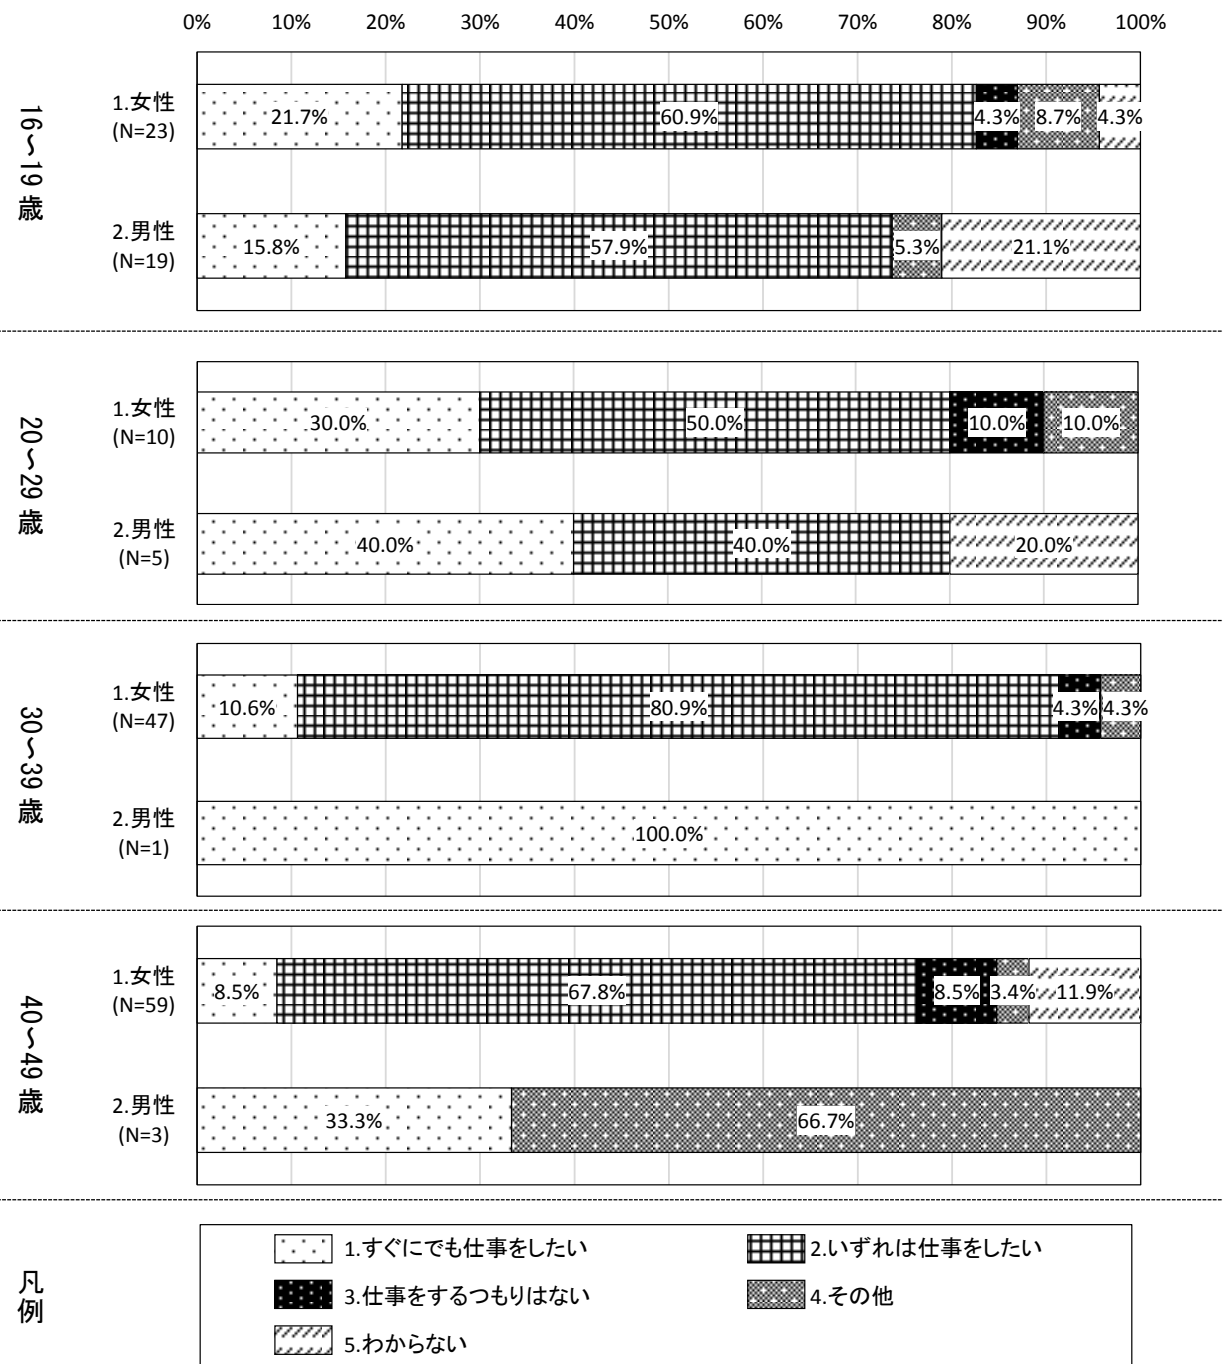 0% 10% 20% 30% 40% 50% 60% 70% 80% 90% 100%
16～19歳
1.女性
(N=23)
21.7% 60.9% 4.3% 8.7% 4.3%
2.男性
(N=19)
15.8% 57.9% 5.3% 21.1%
20～29歳
1.女性
(N=10)
30.0% 50.0% 10.0% 10.0%
2.男性
(N=5)
40.0% 40.0% 20.0%
30～39歳
1.女性
(N=47)
10.6% 80.9% 4.3% 4.3%
2.男性
(N=1)
100.0%
40～49歳
1.女性
(N=59)
8.5% 67.8% 8.5% 3.4% 11.9%
2.男性
(N=3)
33.3% 66.7%
凡例
1.すぐにでも仕事をしたい 2.いずれは仕事をしたい
3.仕事をするつもりはない 4.その他
5.わからない